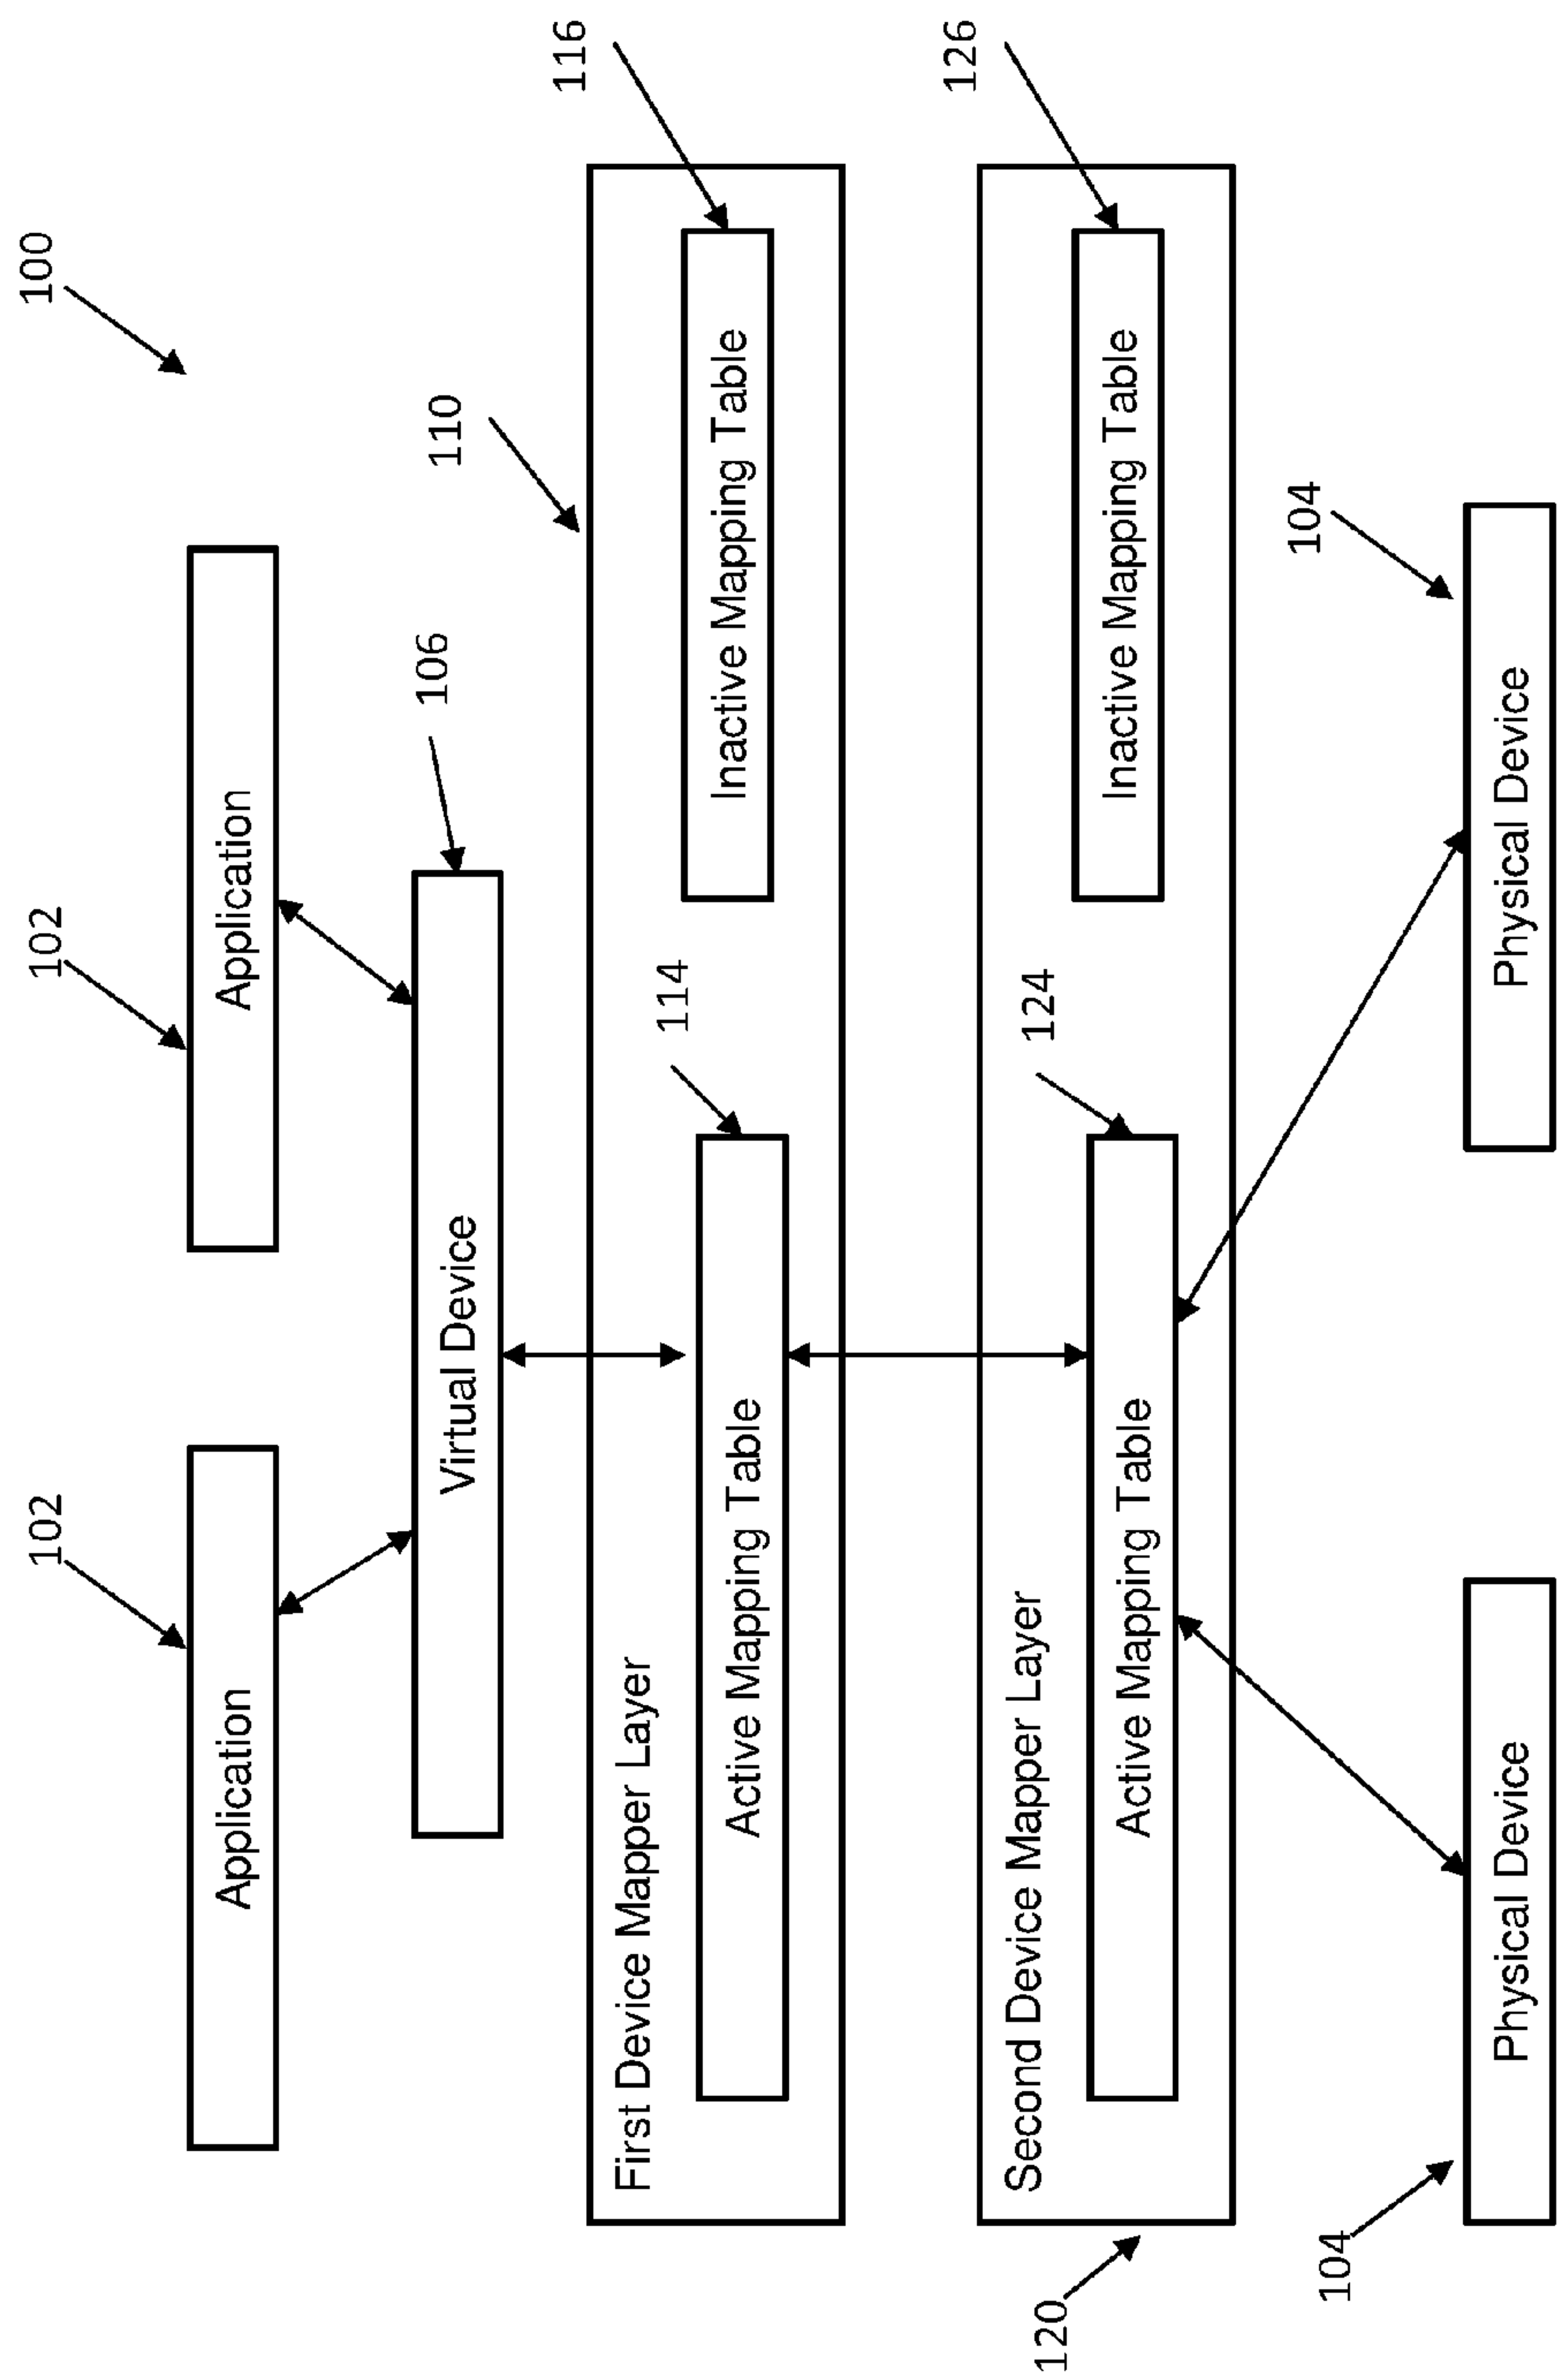 100
102
102
Application
Application
106
Virtual Device
110
116
First Device Mapper Layer
114
Active Mapping Table
Inactive Mapping Table
126
Second Device Mapper Layer
124
Active Mapping Table
Inactive Mapping Table
120
104
104
Physical Device
Physical Device